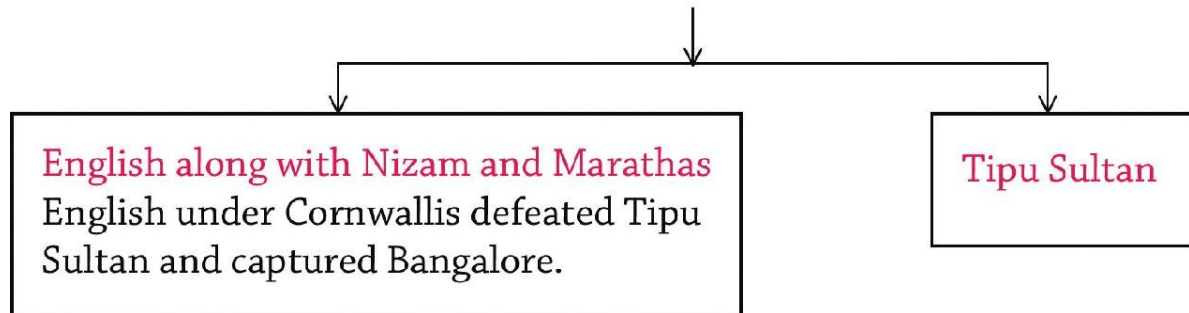 English along with Nizam and Marathas
English under Cornwallis defeated Tipu
Sultan and captured Bangalore.
Tipu Sultan